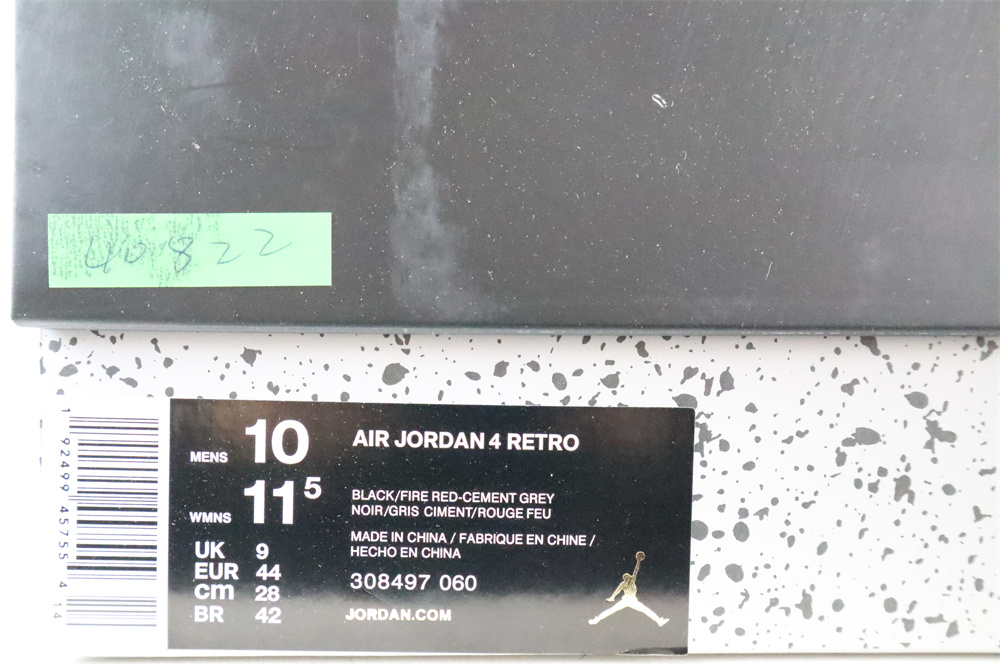 40822
MENS 10
WMNS 11 5
UK 9
EUR 44
cm 28
BR 42
AIR JORDAN 4 RETRO
BLACK/FIRE RED-CEMENT GREY
NOIR/GRIS CIMENT/ROUGE FEU
MADE IN CHINA / FABRIQUE EN CHINE /
HECHO EN CHINA
308497 060
JORDAN.COM
1 92499 45755 4 14